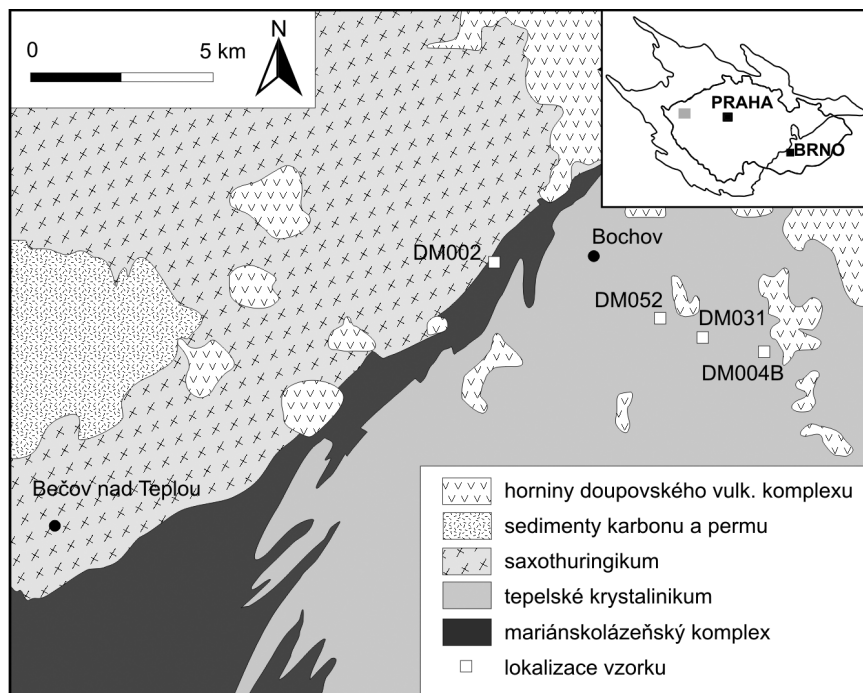 0
5 km
N
PRAHA
BRNO
Bochov
DM002
DM052
DM031
DM004B
Bečov nad Teplou
horniny doupovského vulk. komplexu
sedimenty karbonu a permu
saxothuringikum
tepelské krystalinikum
mariánskolázeňský komplex
lokalizace vzorku